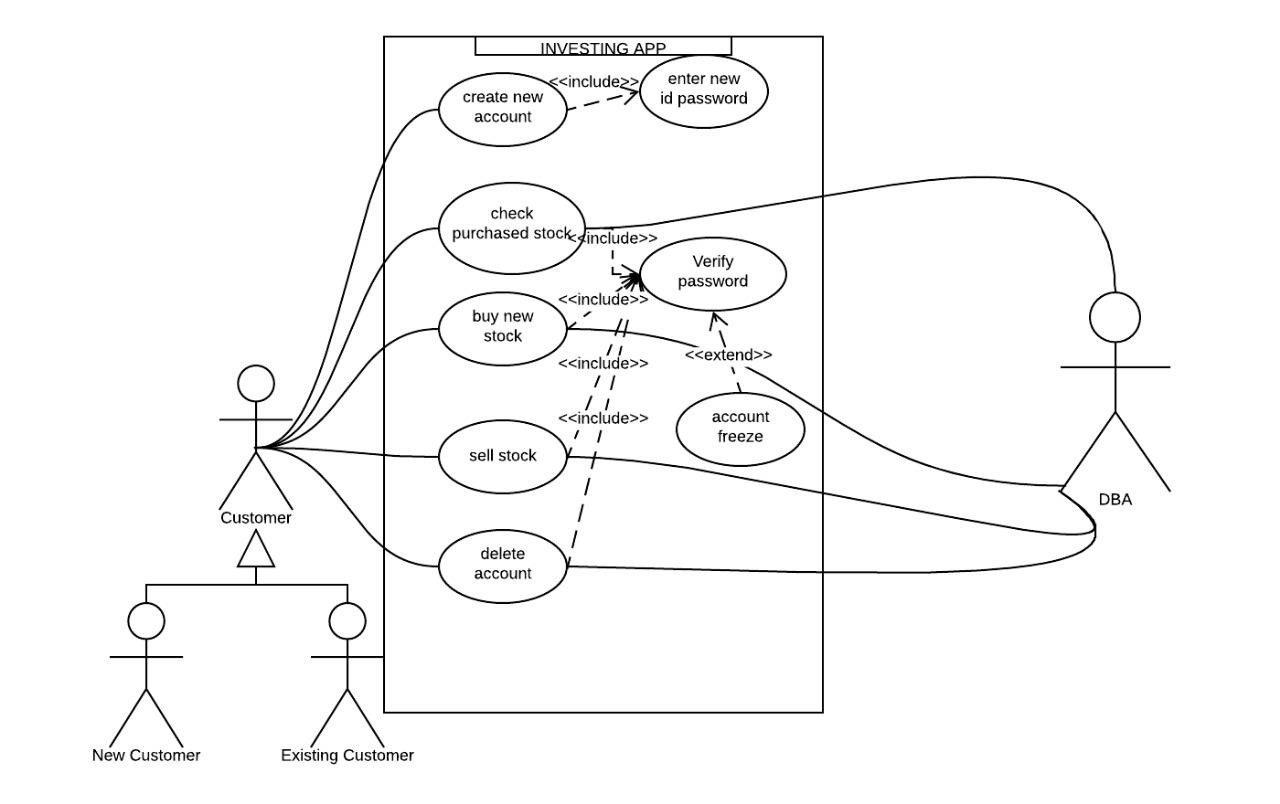 INVESTING APP
<<include>>
enter new
id password
create new
account
check
purchased stock
<<include>>
Verify
password
<<include>>
buy new
stock
<<extend>>
<<include>>
account
freeze
<<include>>
sell stock
DBA
Customer
delete
account
New Customer
Existing Customer